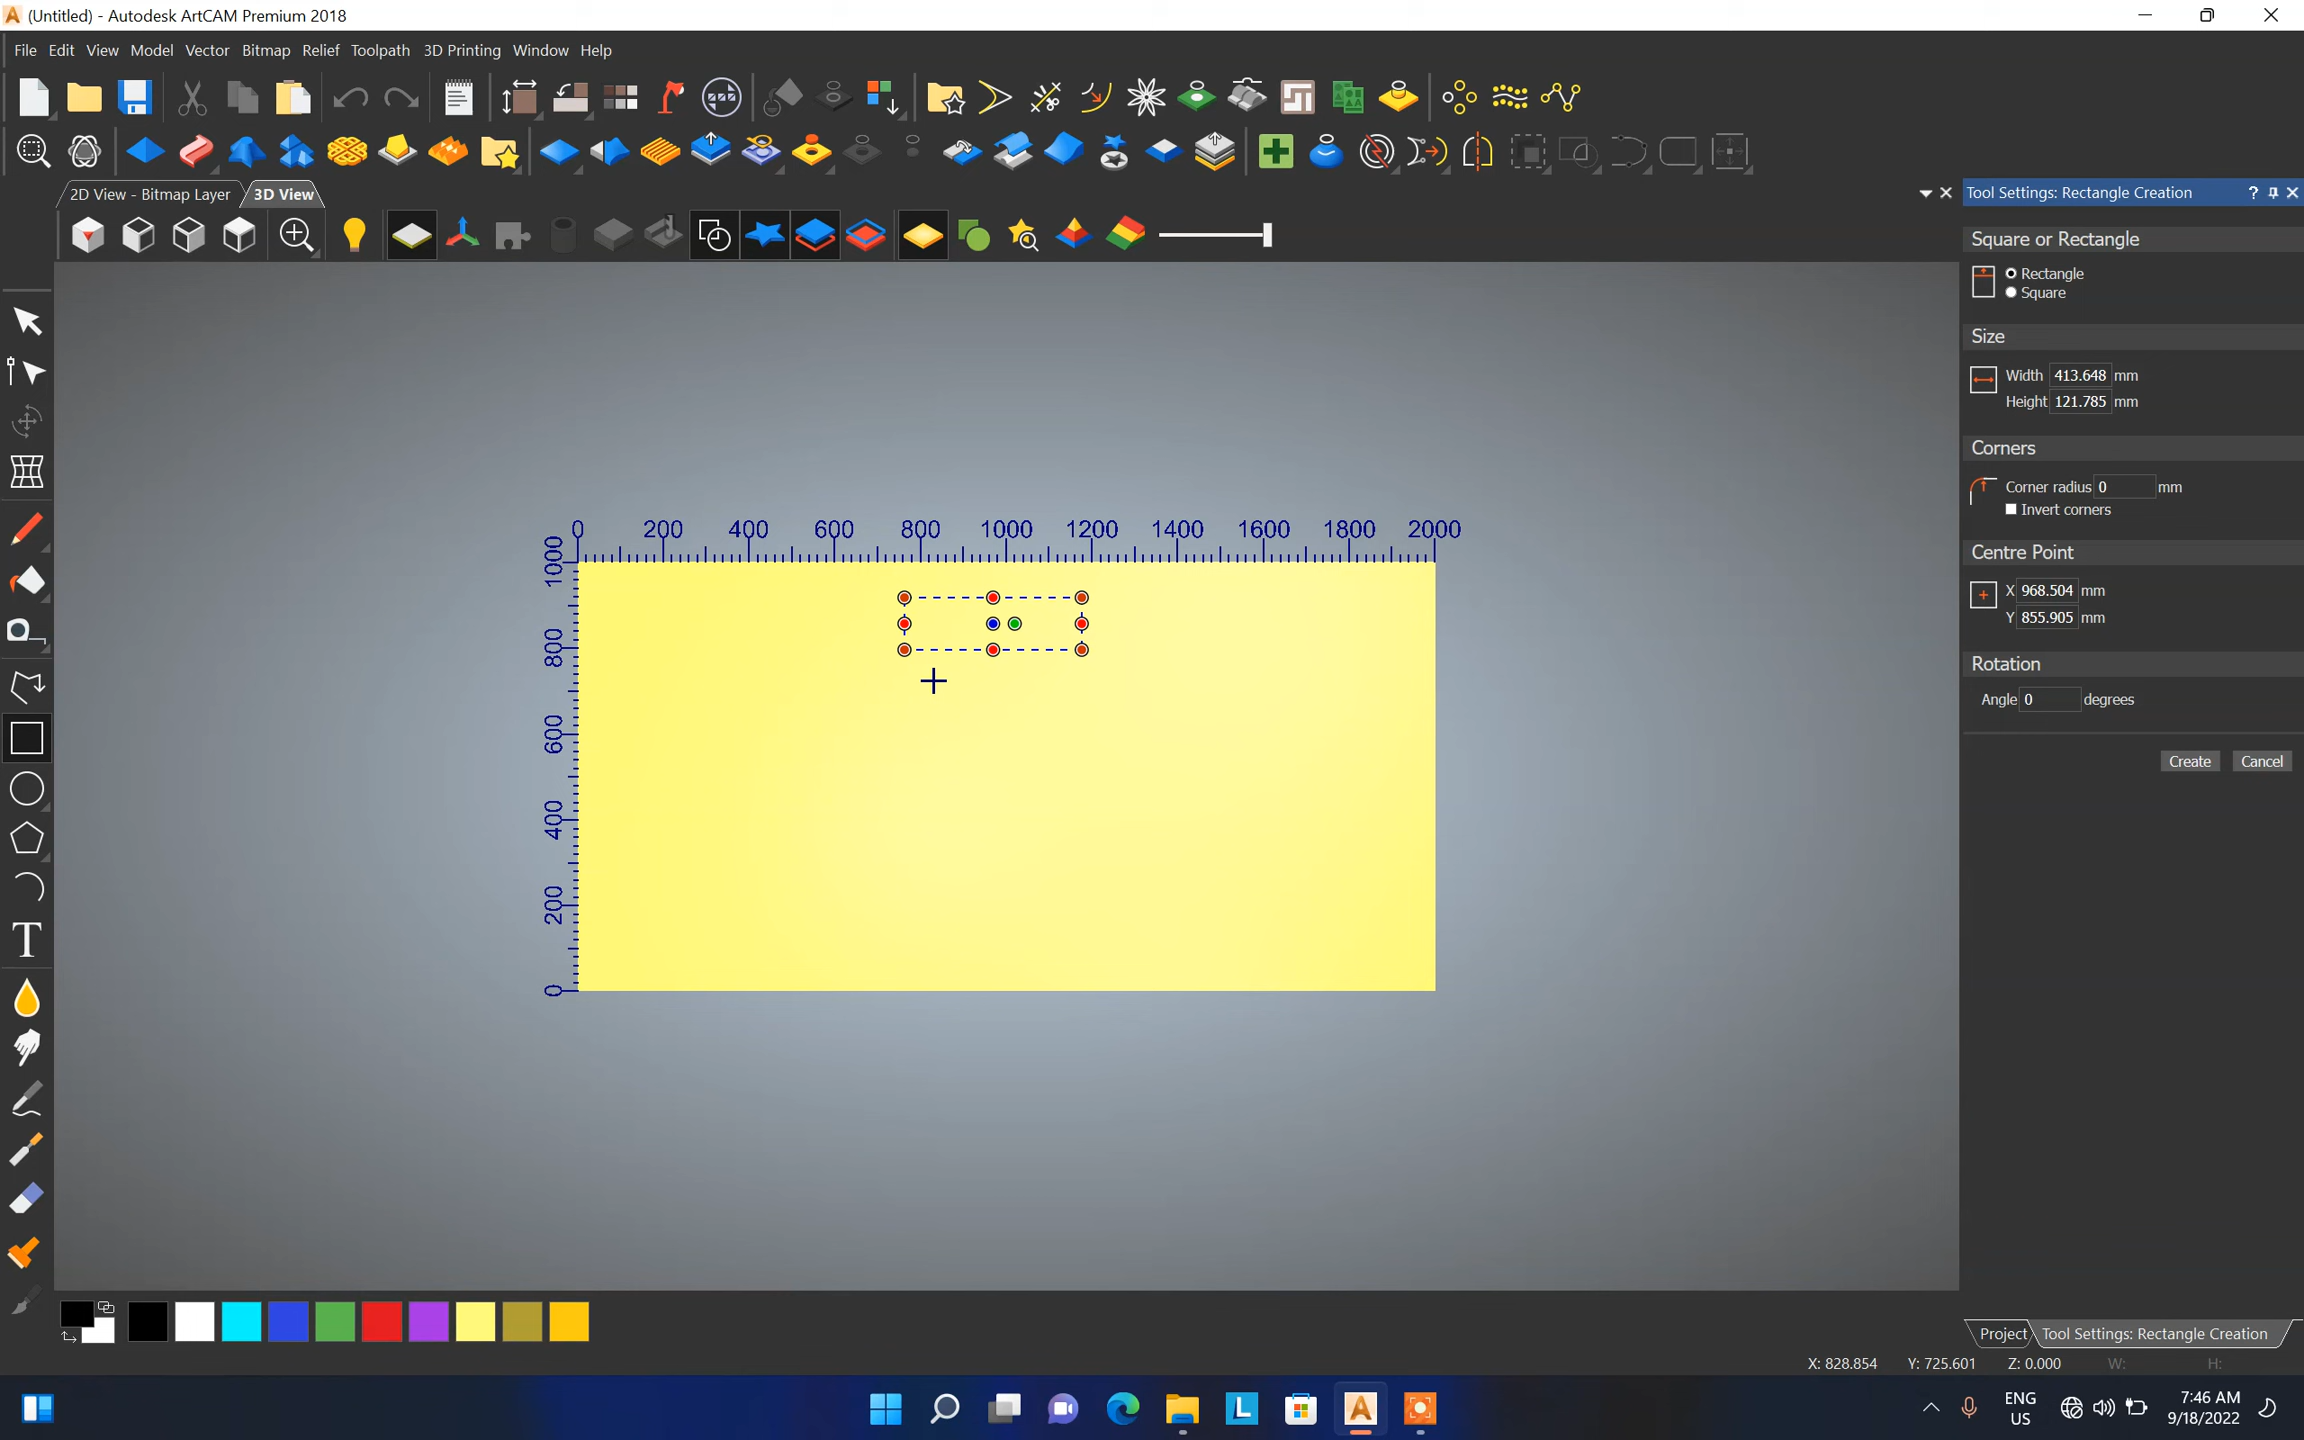 (Untitled) - Autodesk ArtCAM Premium 2018
File Edit View Model Vector Bitmap Relief Toolpath 3D Printing Window Help
2D View - Bitmap Layer 3D View
Tool Settings: Rectangle Creation
Square or Rectangle
Rectangle
Square
Size
Width 413.648 mm
Height 121.785 mm
Corners
Corner radius 0 mm
Invert corners
Centre Point
X 968.504 mm
Y 855.905 mm
Rotation
Angle 0 degrees
Create Cancel
0 200 400 600 800 1000 1200 1400 1600 1800 2000
1000
800
600
400
200
0
T
Project Tool Settings: Rectangle Creation
X: 828.854 Y: 725.601 Z: 0.000 W: H:
L
A
ENG
US
7:46 AM
9/18/2022